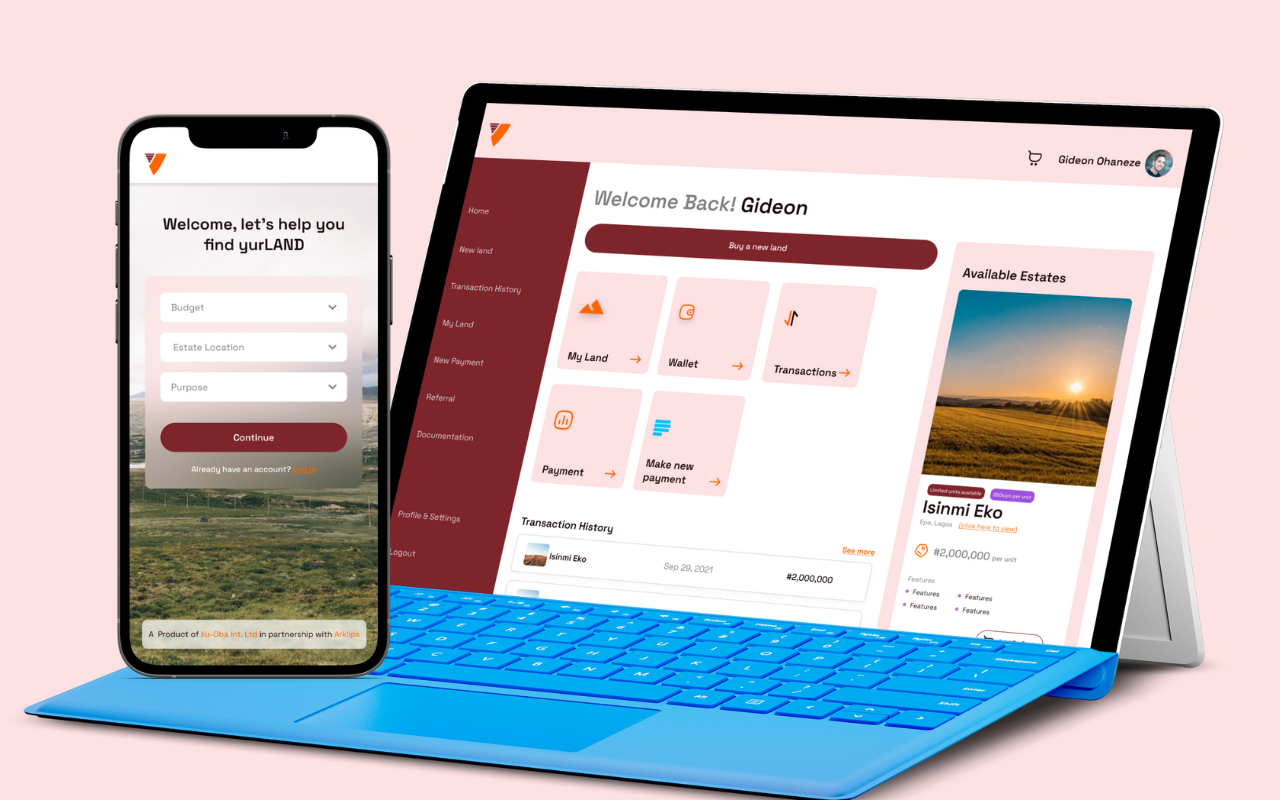 Welcome, let's help you
find yurLAND
Budget
Estate Location
Purpose
Continue
Already have an account? Log in
A Product of Ilu-Oba Int. Ltd in partnership with Arklips
Gideon Ohaneze
Home
New land
Transaction History
My Land
New Payment
Referral
Documentation
Profile & Settings
Logout
Welcome Back! Gideon
Buy a new land
My Land
Wallet
Transactions
Payment
Make new
payment
Transaction History
See more
Isinmi Eko
Sep 29, 2021
₦2,000,000
Available Estates
Limited units available
Isinmi Eko
Epe, Lagos
(click here to view)
₦2,000,000 per unit
Features
Features
Features
Features
Features